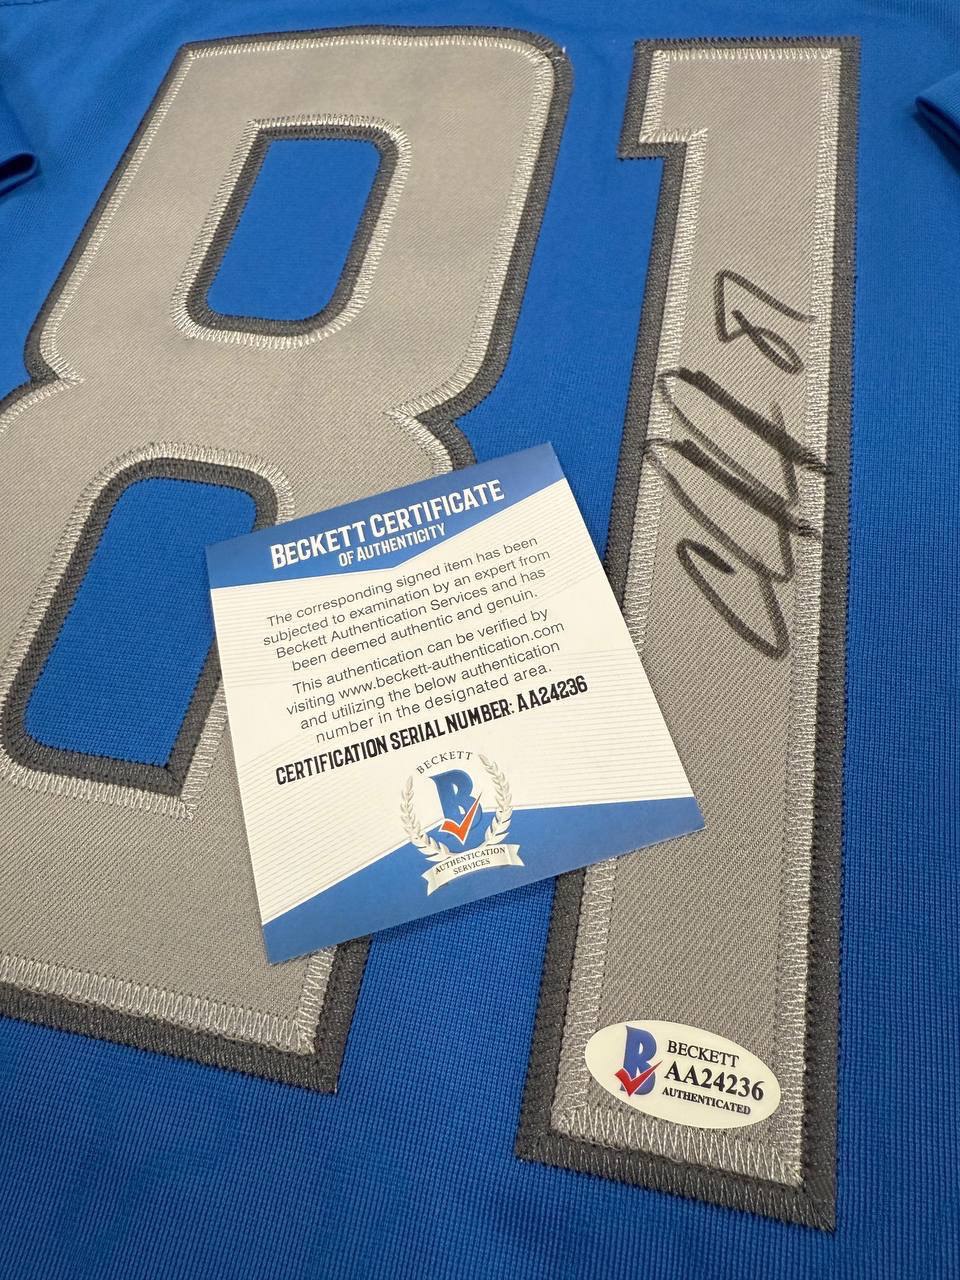 81
81
BECKETT CERTIFICATE
OF AUTHENTICITY
The corresponding signed item has been
subjected to examination by an expert from
Beckett Authentication Services and has
been deemed authentic and genuin.
This authentication can be verified by
visiting www.beckett-authentication.com
and utilizing the below authentication
number in the designated area.
CERTIFICATION SERIAL NUMBER: AA24236
BECKETT
B
AUTHENTICATION
SERVICES
B
BECKETT
AA24236
AUTHENTICATED